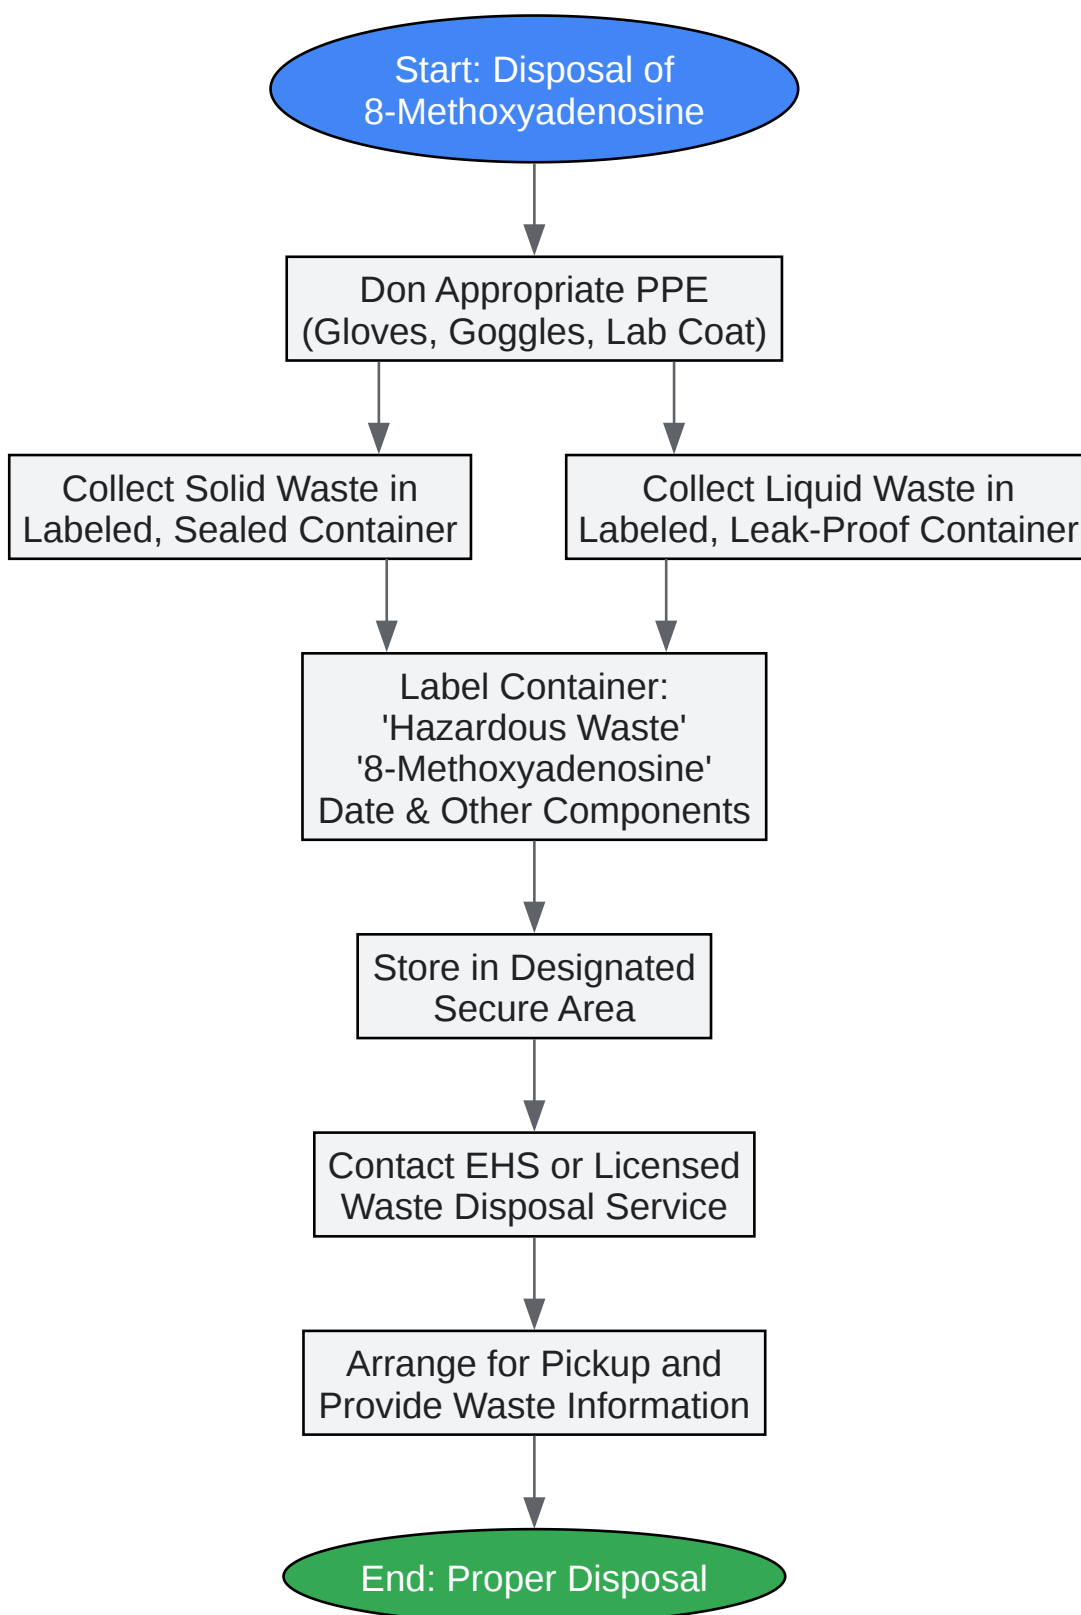 Start: Disposal of
8-Methoxyadenosine
Don Appropriate PPE
(Gloves, Goggles, Lab Coat)
Collect Solid Waste in
Labeled, Sealed Container
Collect Liquid Waste in
Labeled, Leak-Proof Container
Label Container:
'Hazardous Waste'
'8-Methoxyadenosine'
Date & Other Components
Store in Designated
Secure Area
Contact EHS or Licensed
Waste Disposal Service
Arrange for Pickup and
Provide Waste Information
End: Proper Disposal